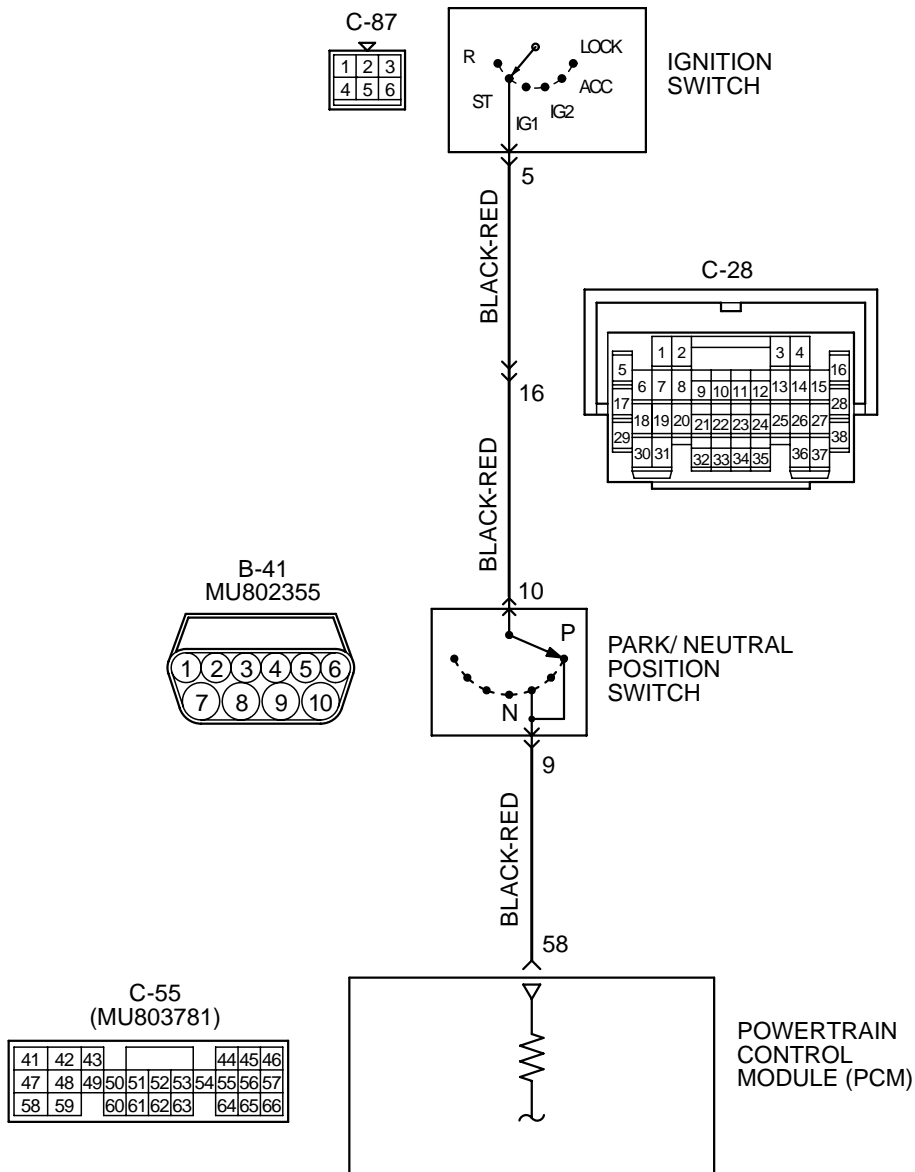 C-87
1 2 3
4 5 6
R
LOCK
ST
ACC
IG1
IG2
IGNITION
SWITCH
5
BLACK-RED
C-28
1 2 3 4
5 16
6 7 8 9 10 11 12 13 14 15
17 28
18 19 20 21 22 23 24 25 26 27
29 38
30 31 32 33 34 35 36 37
16
BLACK-RED
B-41
MU802355
1 2 3 4 5 6
7 8 9 10
10
P
N
PARK/ NEUTRAL
POSITION
SWITCH
9
BLACK-RED
58
C-55
(MU803781)
41 42 43 44 45 46
47 48 49 50 51 52 53 54 55 56 57
58 59 60 61 62 63 64 65 66
POWERTRAIN
CONTROL
MODULE (PCM)